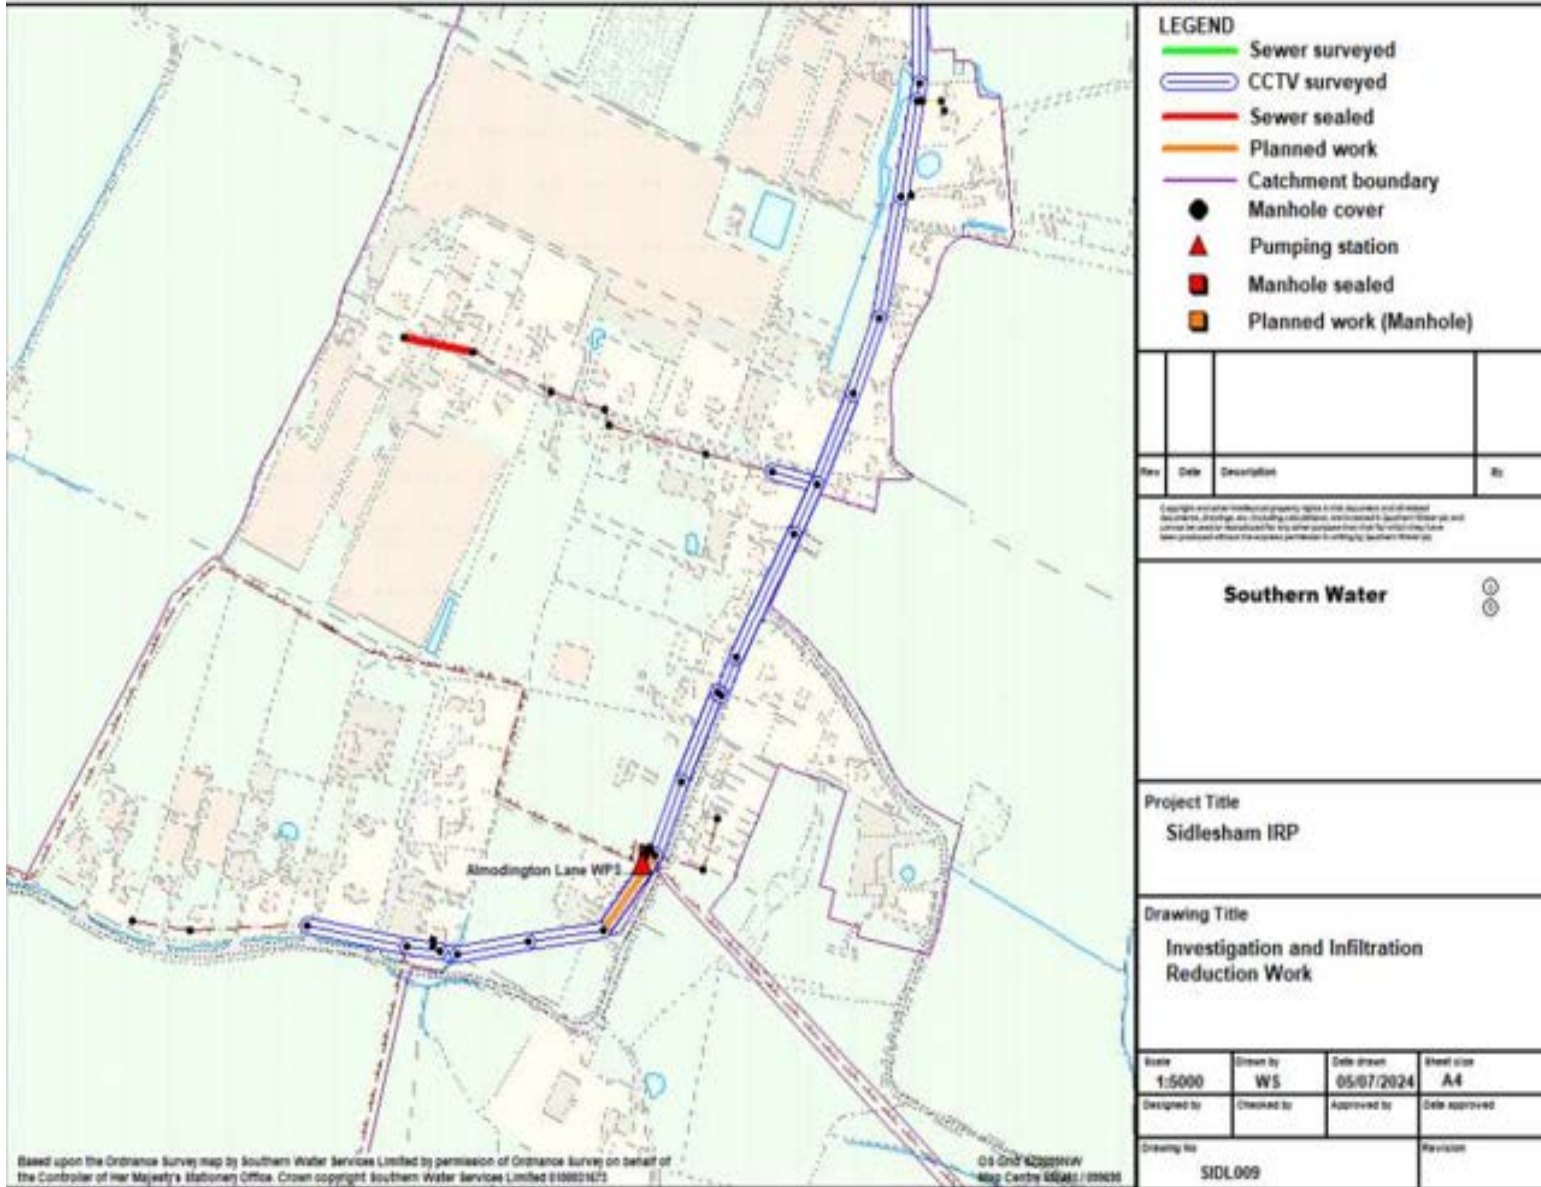 LEGEND
Sewer surveyed
CCTV surveyed
Sewer sealed
Planned work
Catchment boundary
Manhole cover
Pumping station
Manhole sealed
Planned work (Manhole)
Rev Date Description By
Southern Water
Project Title
Sidlesham IRP
Drawing Title
Investigation and Infiltration
Reduction Work
Scale Drawn by Date drawn Sheet size
1:5000 WS 05/07/2024 A4
Designed by Checked by Approved by Date approved
Drawing No Revision
SIDL009
Almodington Lane WPS
Based upon the Ordnance Survey map by Southern Water Services Limited by permission of Ordnance Survey on behalf of
the Controller of Her Majesty's Stationery Office. Crown copyright Southern Water Services Limited
OS Grid
Map Centre